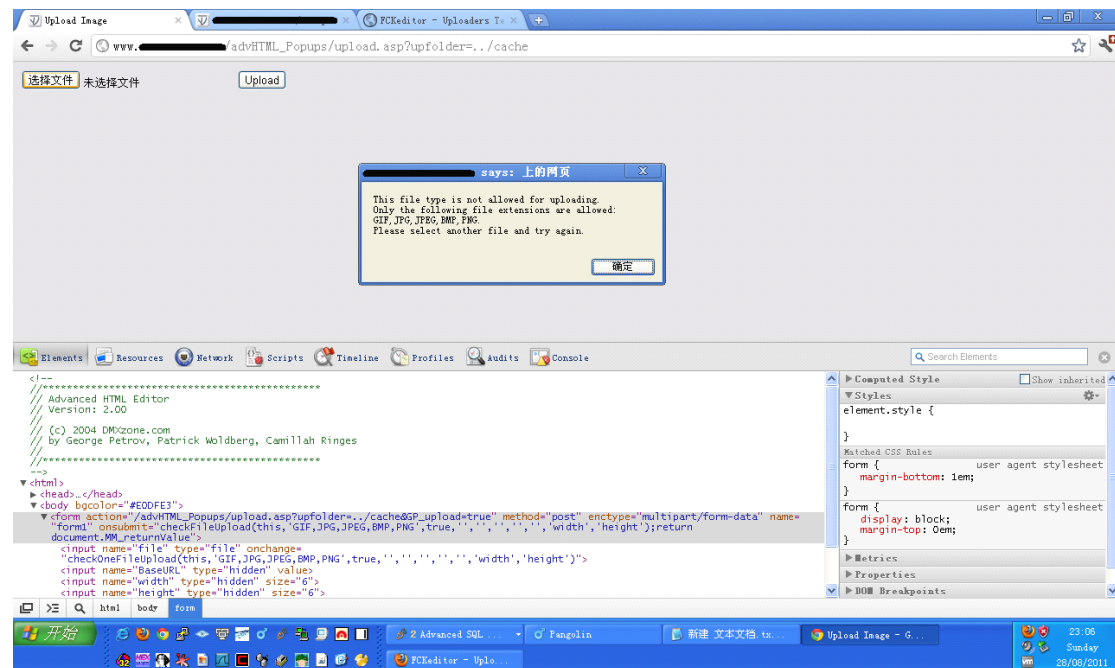 Upload Image
FCKeditor - Uploaders Te
www. /advHTML_Popups/upload.asp?upfolder=../cache
选择文件 未选择文件 Upload
says: 上的网页
This file type is not allowed for uploading.
Only the following file extensions are allowed:
GIF,JPG,JPEG,BMP,PNG.
Please select another file and try again.
确定
Elements Resources Network Scripts Timeline Profiles Audits Console Search Elements
<!--
//***********************************************
// Advanced HTML Editor
// Version: 2.00
//
// (c) 2004 DMXzone.com
// by George Petrov, Patrick Woldberg, Camillah Ringes
//
//***********************************************
-->
<html>
<head>…</head>
<body bgcolor="#E0DFE3">
<form action="/advHTML_Popups/upload.asp?upfolder=../cache&GP_upload=true" method="post" enctype="multipart/form-data" name=
"form1" onsubmit="checkFileUpload(this,'GIF,JPG,JPEG,BMP,PNG',true,'','','','','','width','height');return
document.MM_returnValue">
<input name="file" type="file" onchange=
"checkOneFileUpload(this,'GIF,JPG,JPEG,BMP,PNG',true,'','','','','','width','height')">
<input name="BaseURL" type="hidden" value>
<input name="width" type="hidden" size="6">
<input name="height" type="hidden" size="6">
Computed Style Show inherited
Styles
element.style {
}
Matched CSS Rules
form { user agent stylesheet
margin-bottom: 1em;
}
form { user agent stylesheet
display: block;
margin-top: 0em;
}
Metrics
Properties
DOM Breakpoints
html body form
开始 2 Advanced SQL ... Pangolin 新建 文本文档.tx... Upload Image - G... 23:06
Sunday
FCKeditor - Uplo... 28/08/2011